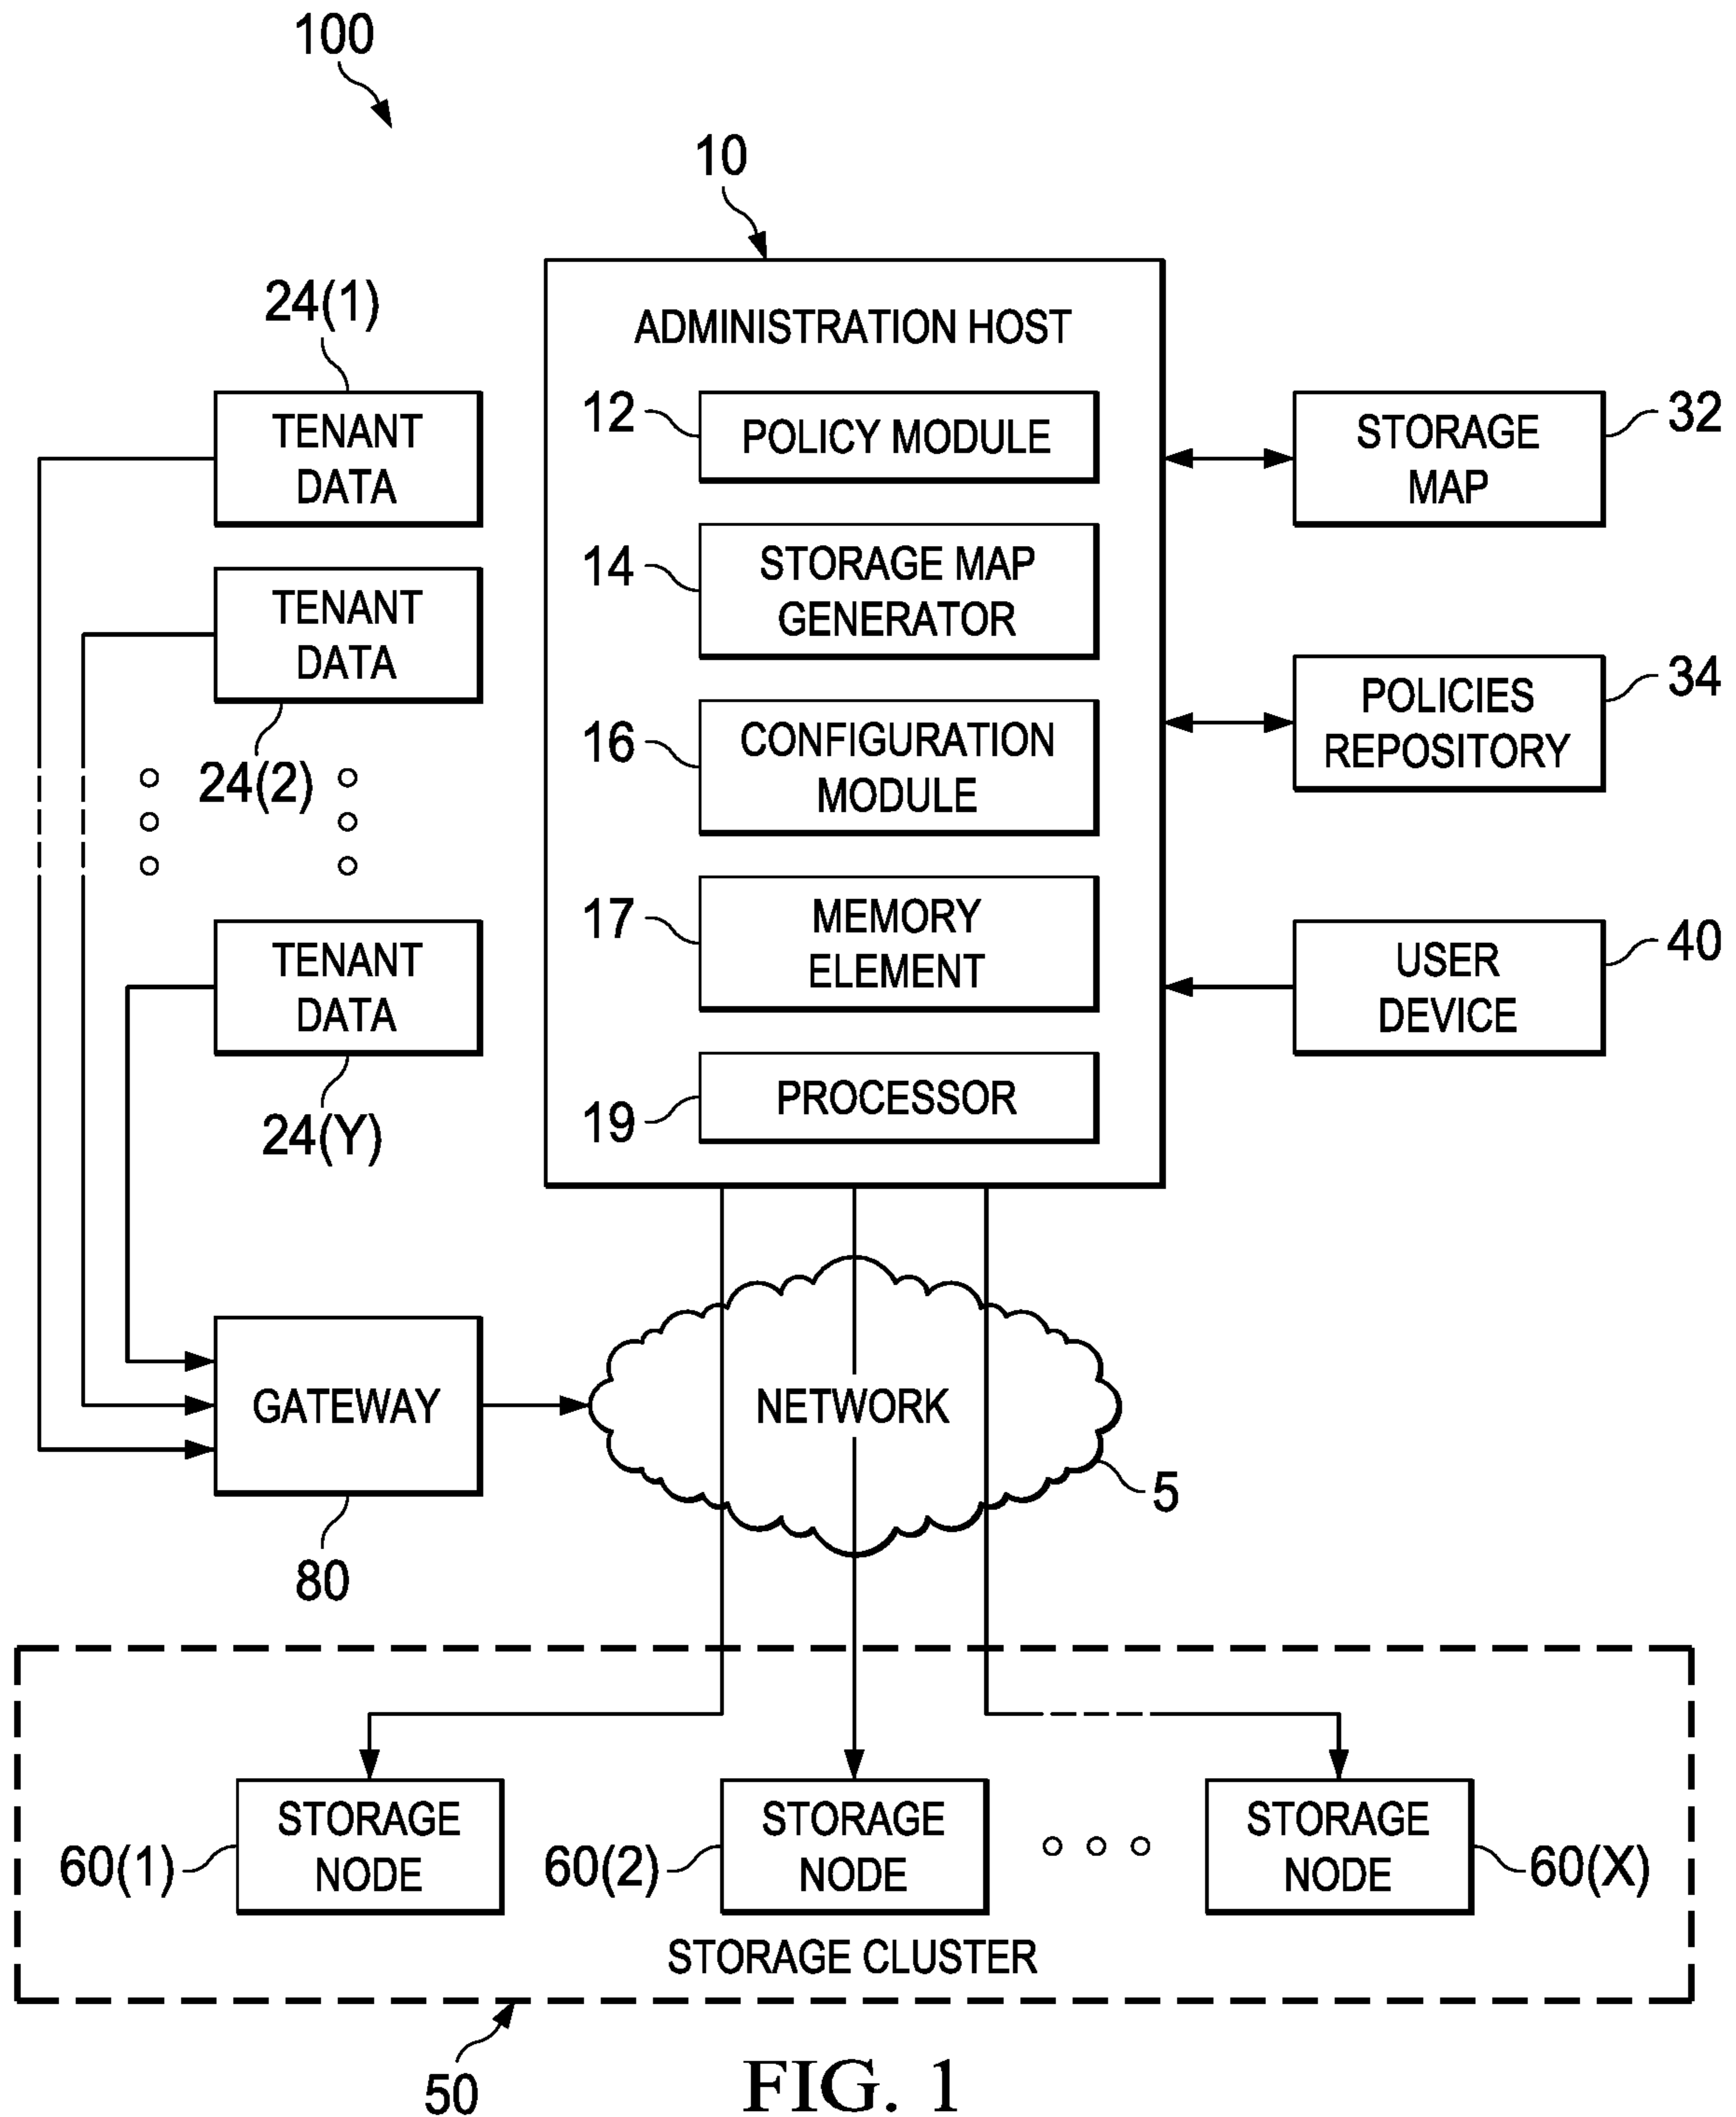 100
10
24(1)
TENANT
DATA
TENANT
DATA
24(2)
TENANT
DATA
24(Y)
ADMINISTRATION HOST
12
POLICY MODULE
14
STORAGE MAP
GENERATOR
16
CONFIGURATION
MODULE
17
MEMORY
ELEMENT
19
PROCESSOR
STORAGE
MAP
32
POLICIES
REPOSITORY
34
USER
DEVICE
40
GATEWAY
80
NETWORK
5
60(1)
STORAGE
NODE
60(2)
STORAGE
NODE
STORAGE
NODE
60(X)
STORAGE CLUSTER
50
FIG. 1